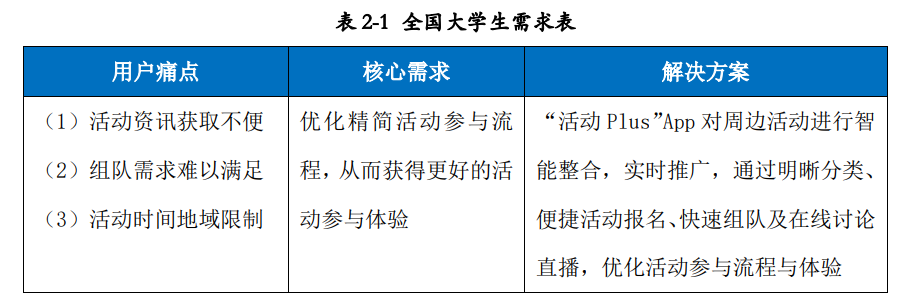 表 2-1 全国大学生需求表
用户痛点
核心需求
解决方案
（1）活动资讯获取不便
（2）组队需求难以满足
（3）活动时间地域限制
优化精简活动参与流
程，从而获得更好的活
动参与体验
“活动 Plus”App 对周边活动进行智
能整合，实时推广，通过明晰分类、
便捷活动报名、快速组队及在线讨论
直播，优化活动参与流程与体验